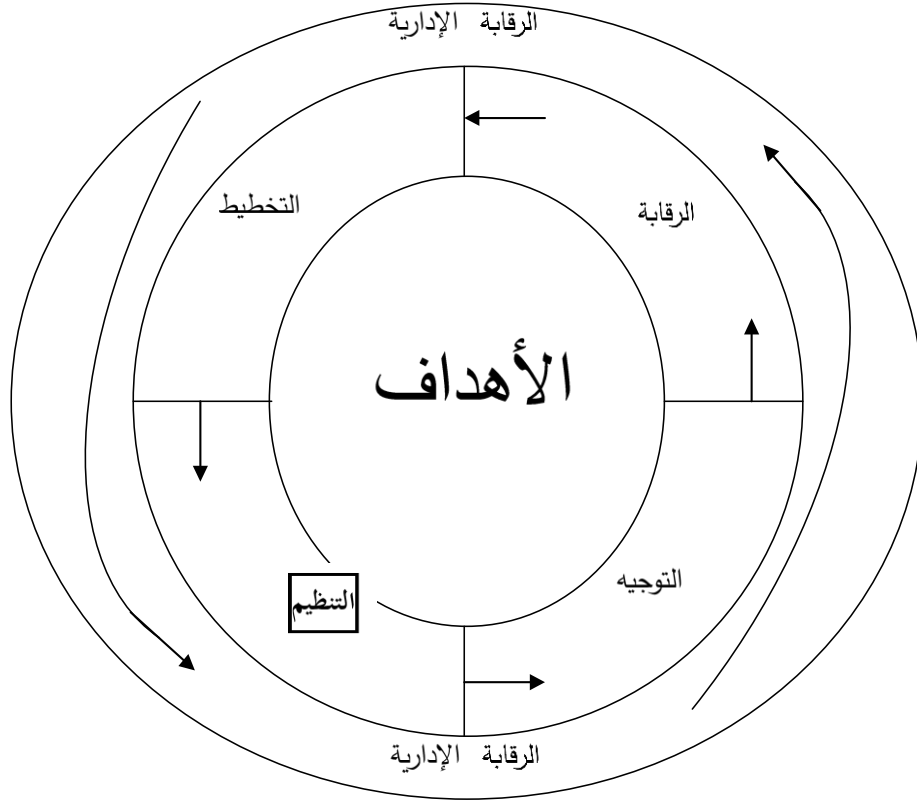 الرقابة الإدارية
الرقابة
التخطيط
الأهداف
التوجيه
التنظيم
الرقابة الإدارية